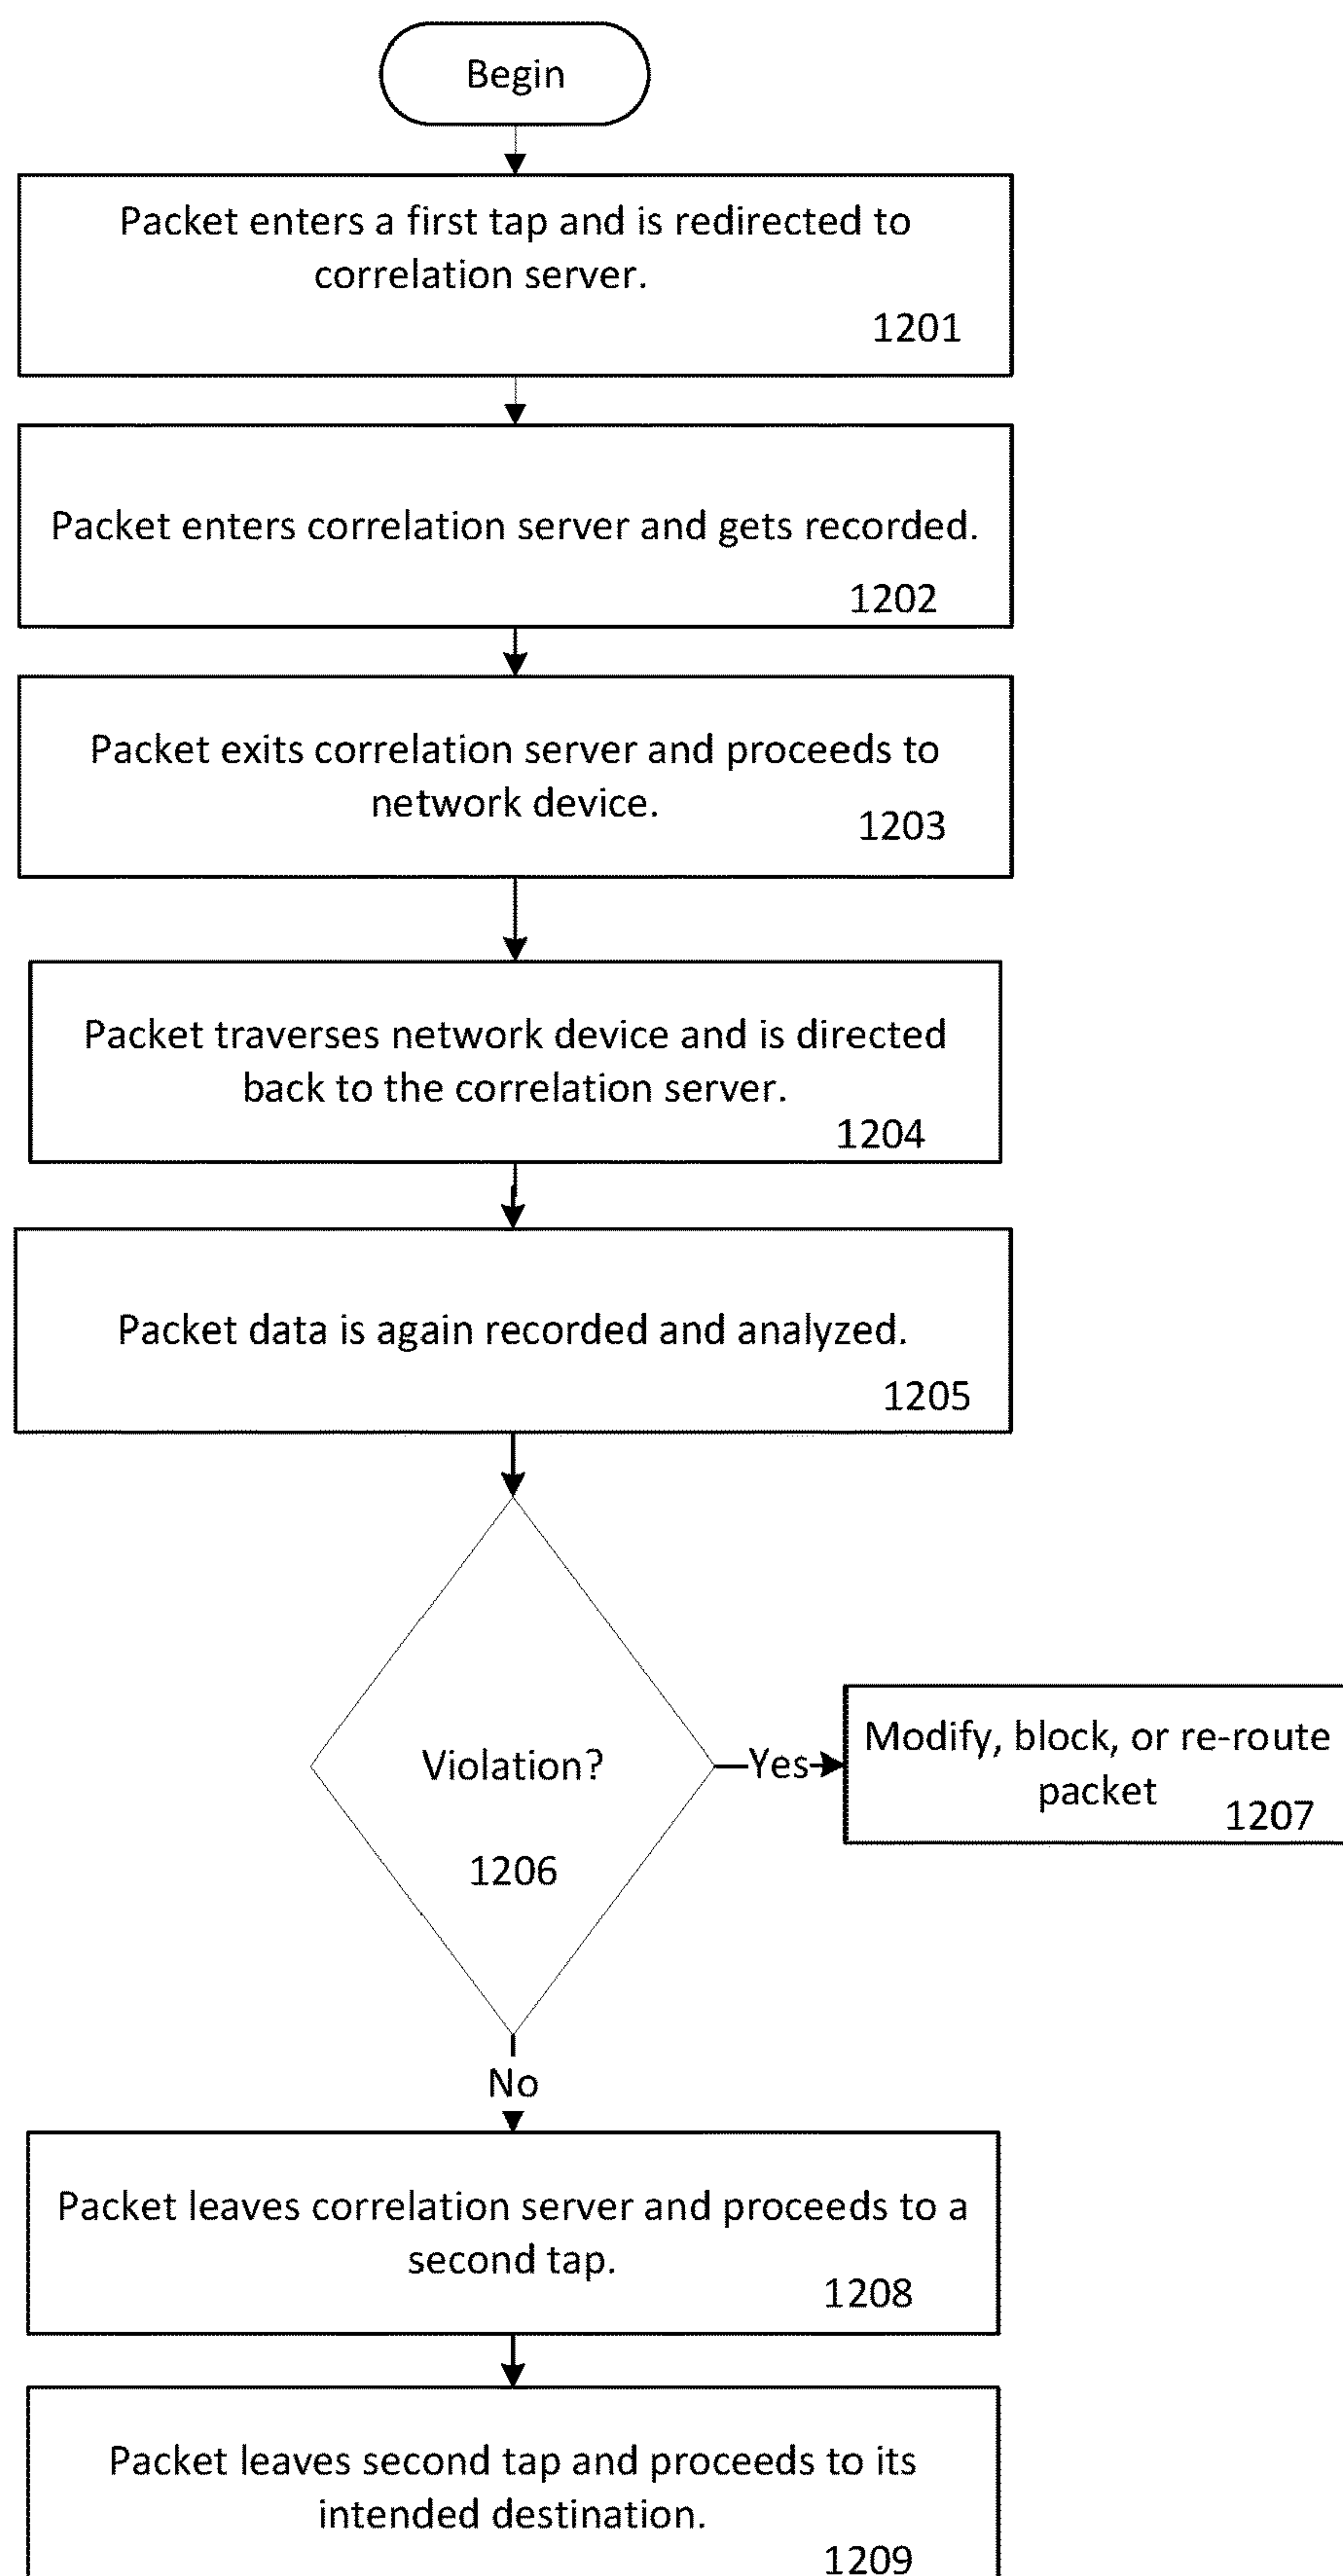 Begin
Packet enters a first tap and is redirected to
correlation server.
1201
Packet enters correlation server and gets recorded.
1202
Packet exits correlation server and proceeds to
network device.
1203
Packet traverses network device and is directed
back to the correlation server.
1204
Packet data is again recorded and analyzed.
1205
Violation?
1206
Yes
Modify, block, or re-route
packet
1207
No
Packet leaves correlation server and proceeds to a
second tap.
1208
Packet leaves second tap and proceeds to its
intended destination.
1209